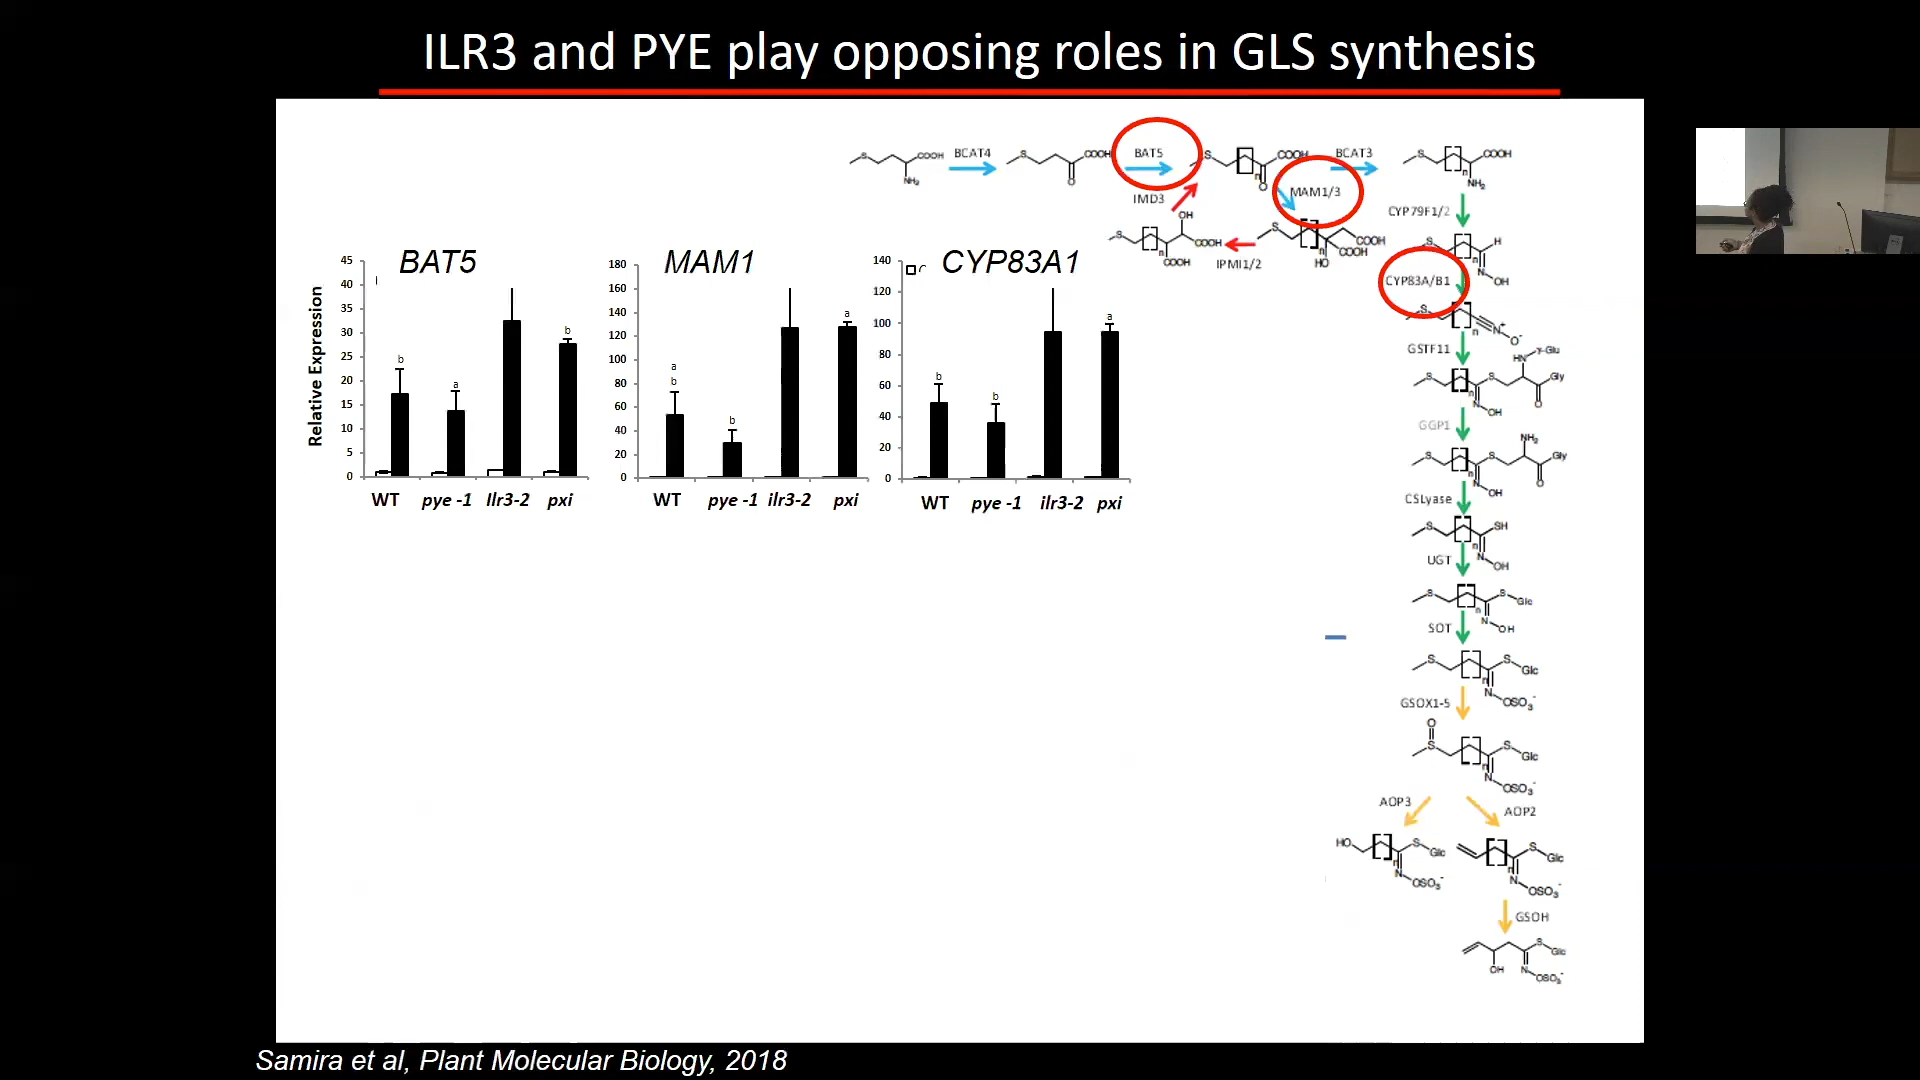 ILR3 and PYE play opposing roles in GLS synthesis
BCAT4
BAT5
BCAT3
MAM1/3
IMD3
IPMI1/2
CYP79F1/2
CYP83A/B1
GSTF11
GGP1
CSLyase
UGT
SOT
GSOX1-5
AOP3
AOP2
GSOH
Relative Expression
BAT5
45
40
35
30
25
20
15
10
5
0
b
a
b
WT pye -1 Ilr3-2 pxi
MAM1
180
160
140
120
100
80
60
40
20
0
a
b
b
a
WT pye -1 ilr3-2 pxi
CYP83A1
140
120
100
80
60
40
20
0
b
b
a
WT pye -1 ilr3-2 pxi
Samira et al, Plant Molecular Biology, 2018